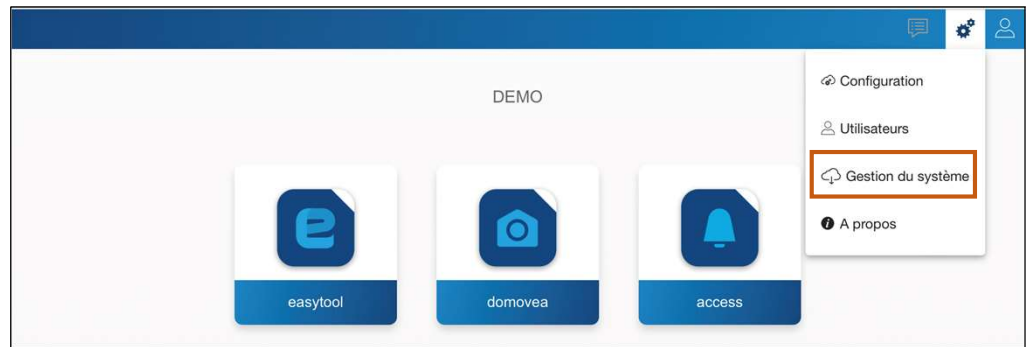 Configuration
DEMO
Utilisateurs
Gestion du système
A propos
easytool
domovea
access